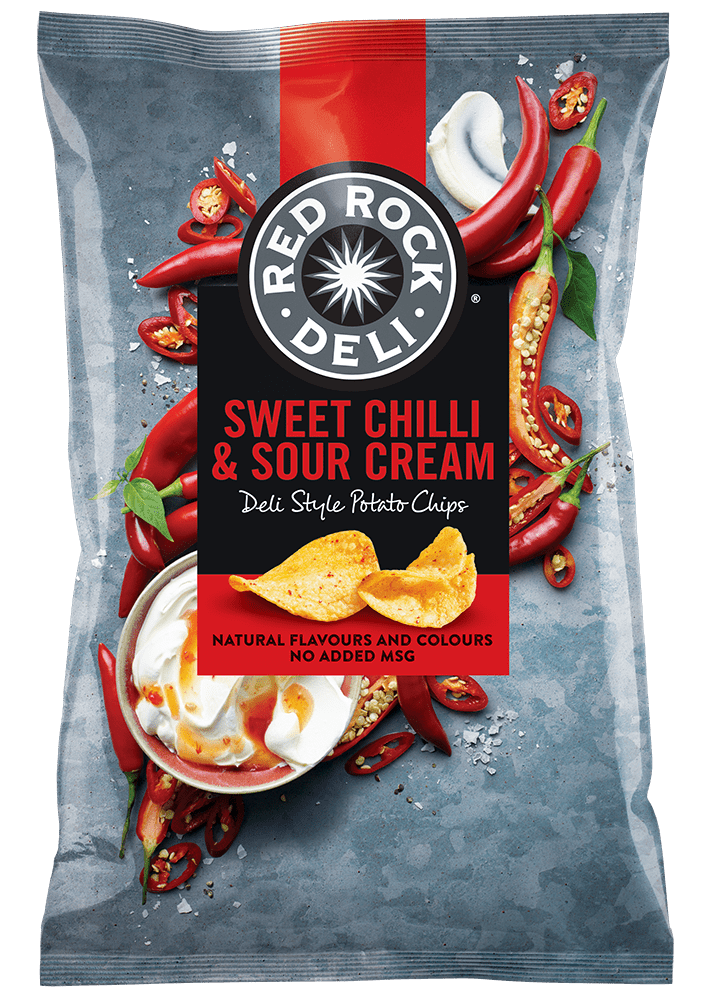 RED ROCK
DELI
®
SWEET CHILLI
& SOUR CREAM
Deli Style Potato Chips
NATURAL FLAVOURS AND COLOURS
NO ADDED MSG